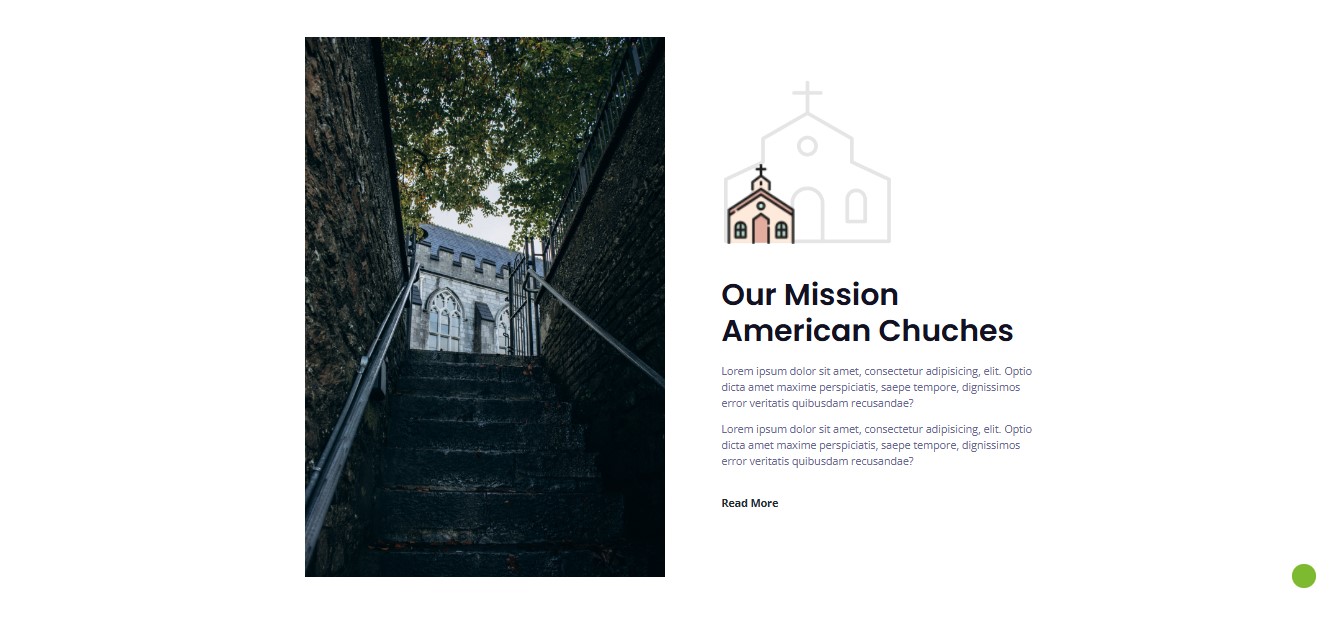 Our Mission
American Chuches
Lorem ipsum dolor sit amet, consectetur adipisicing, elit. Optio
dicta amet maxime perspiciatis, saepe tempore, dignissimos
error veritatis quibusdam recusandae?
Lorem ipsum dolor sit amet, consectetur adipisicing, elit. Optio
dicta amet maxime perspiciatis, saepe tempore, dignissimos
error veritatis quibusdam recusandae?
Read More